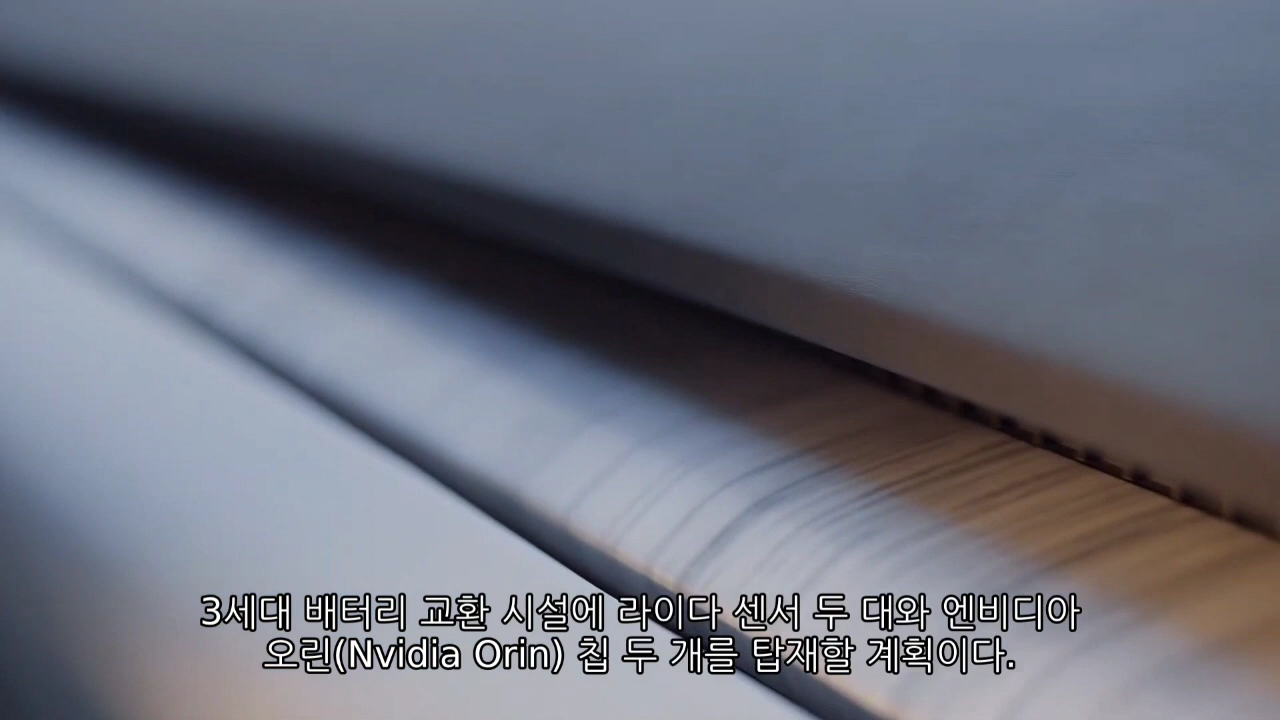 3세대 배터리 교환 시설에 라이다 센서 두 대와 엔비디아
오린(Nvidia Orin) 칩 두 개를 탑재할 계획이다.